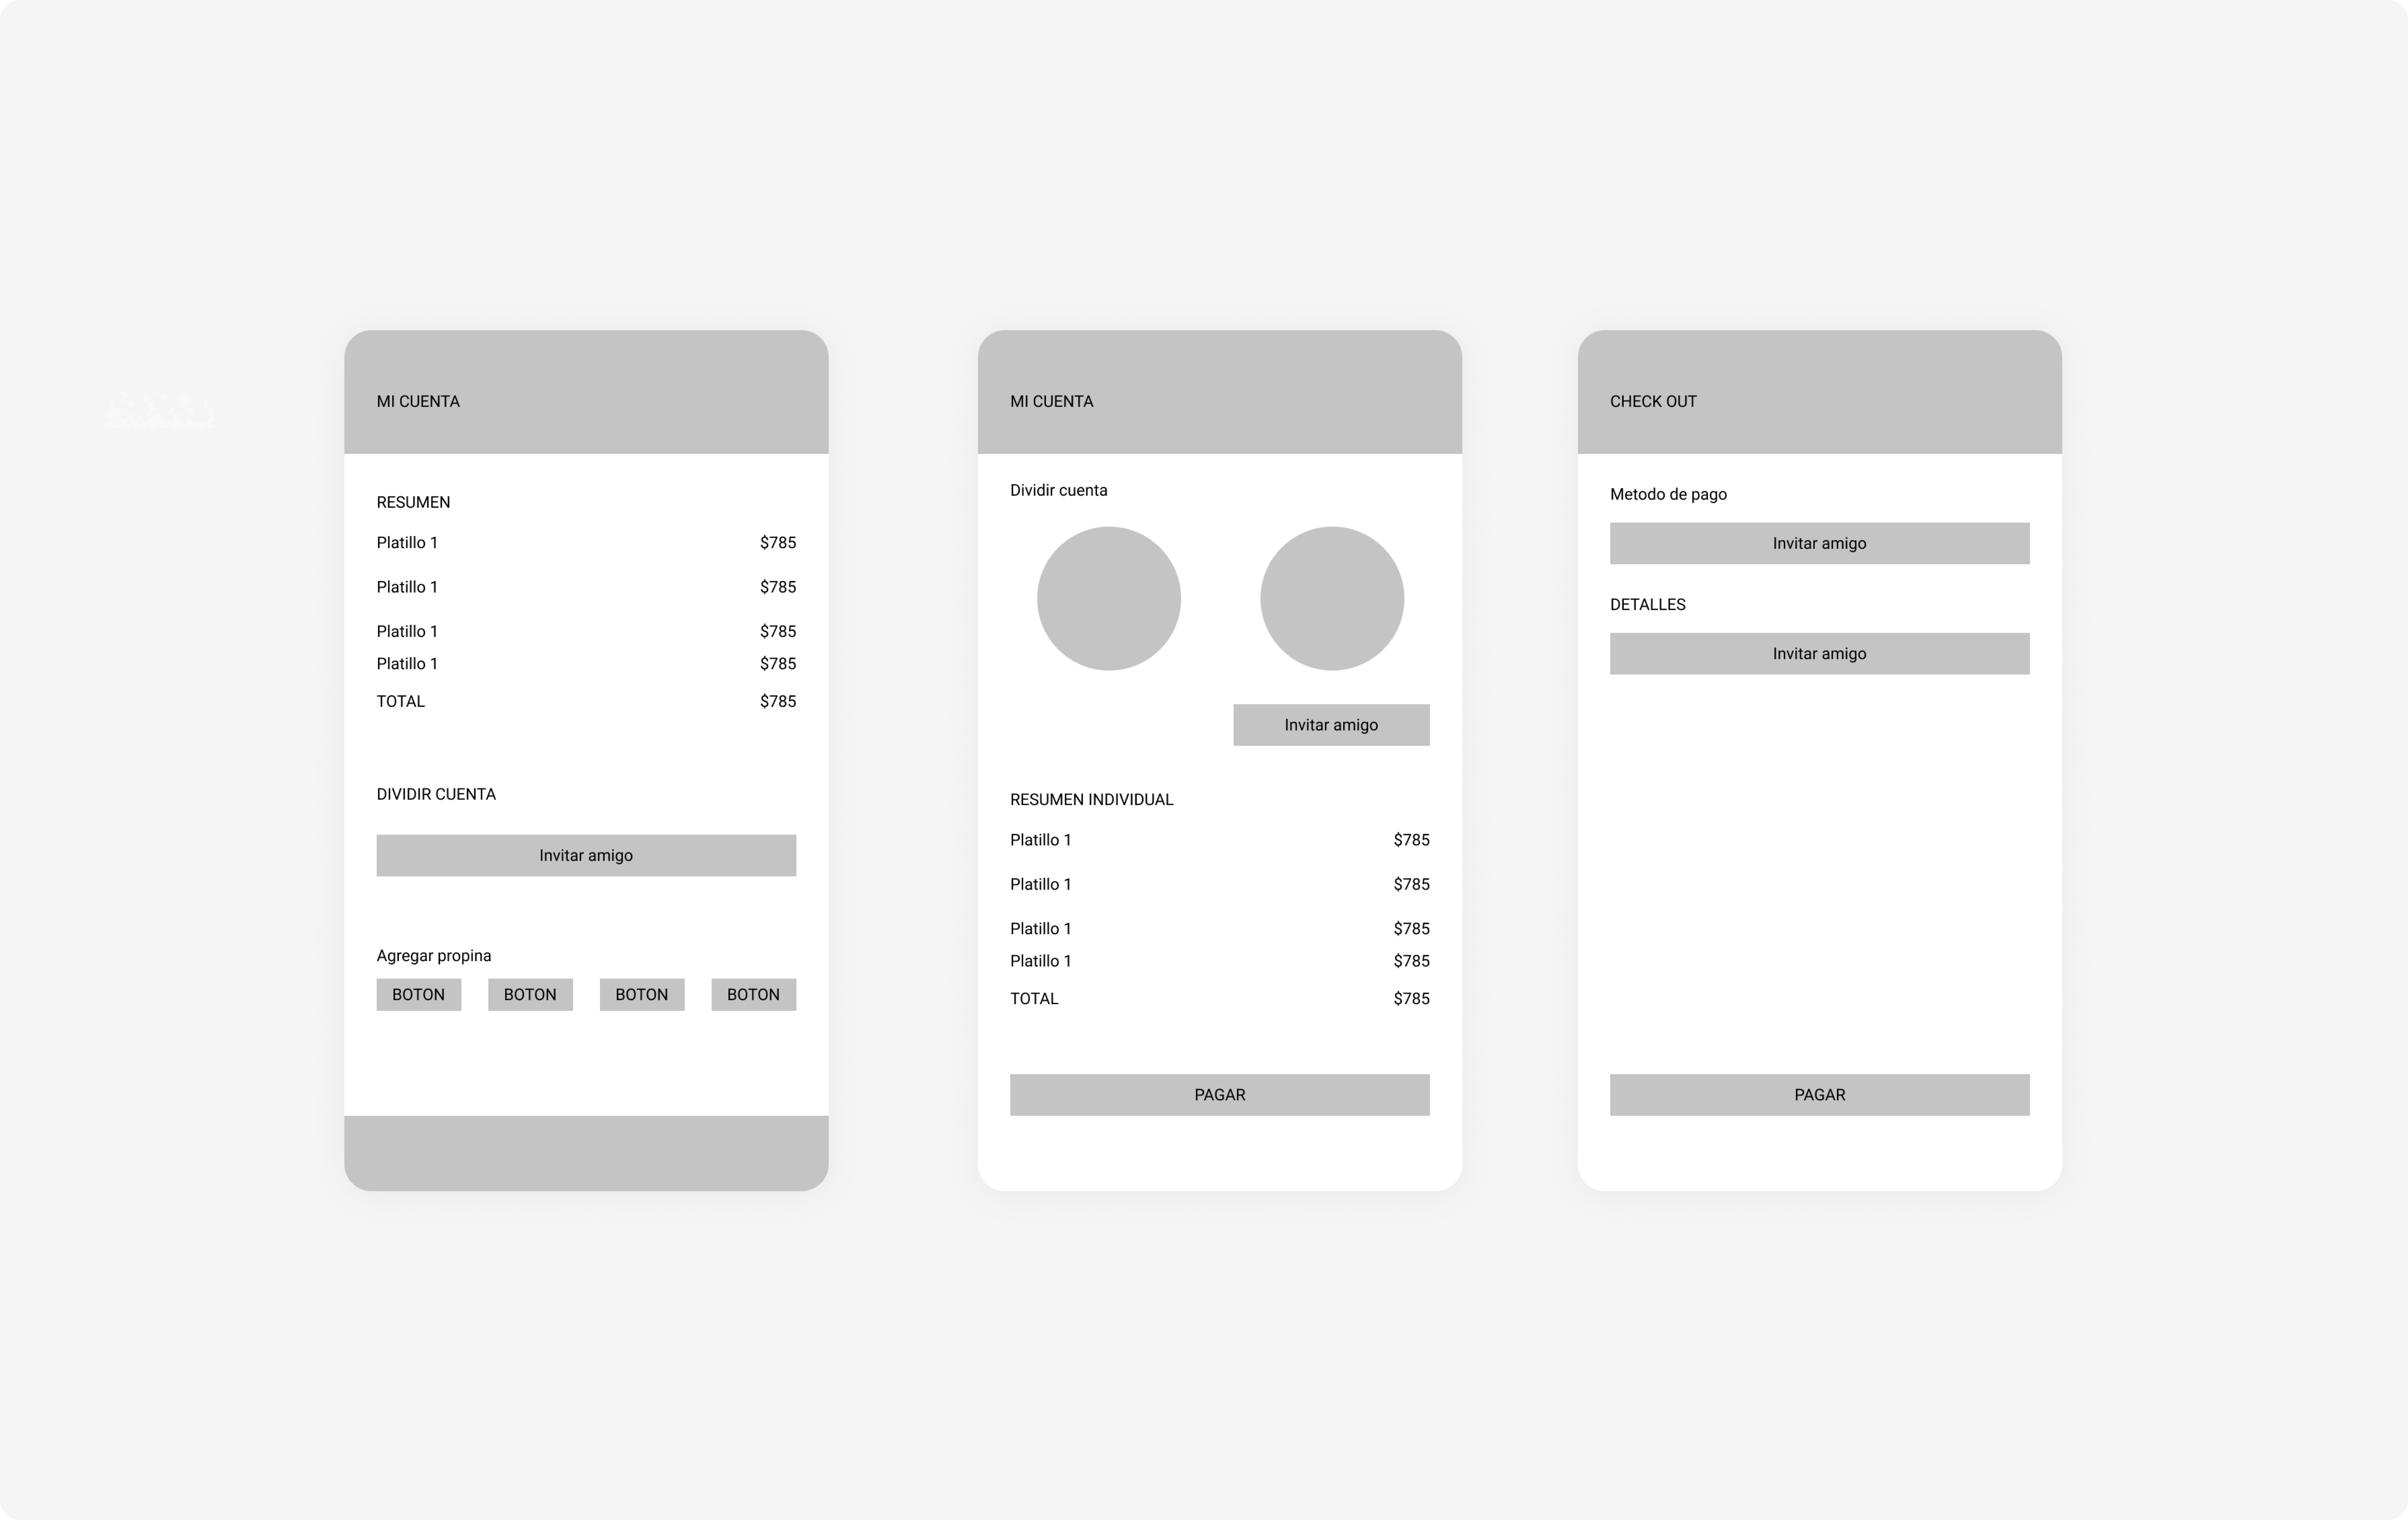 MI CUENTA
RESUMEN
Platillo 1 $785
Platillo 1 $785
Platillo 1 $785
Platillo 1 $785
TOTAL $785
DIVIDIR CUENTA
Invitar amigo
Agregar propina
BOTON BOTON BOTON BOTON
MI CUENTA
Dividir cuenta
Invitar amigo
RESUMEN INDIVIDUAL
Platillo 1 $785
Platillo 1 $785
Platillo 1 $785
Platillo 1 $785
TOTAL $785
PAGAR
CHECK OUT
Metodo de pago
Invitar amigo
DETALLES
Invitar amigo
PAGAR